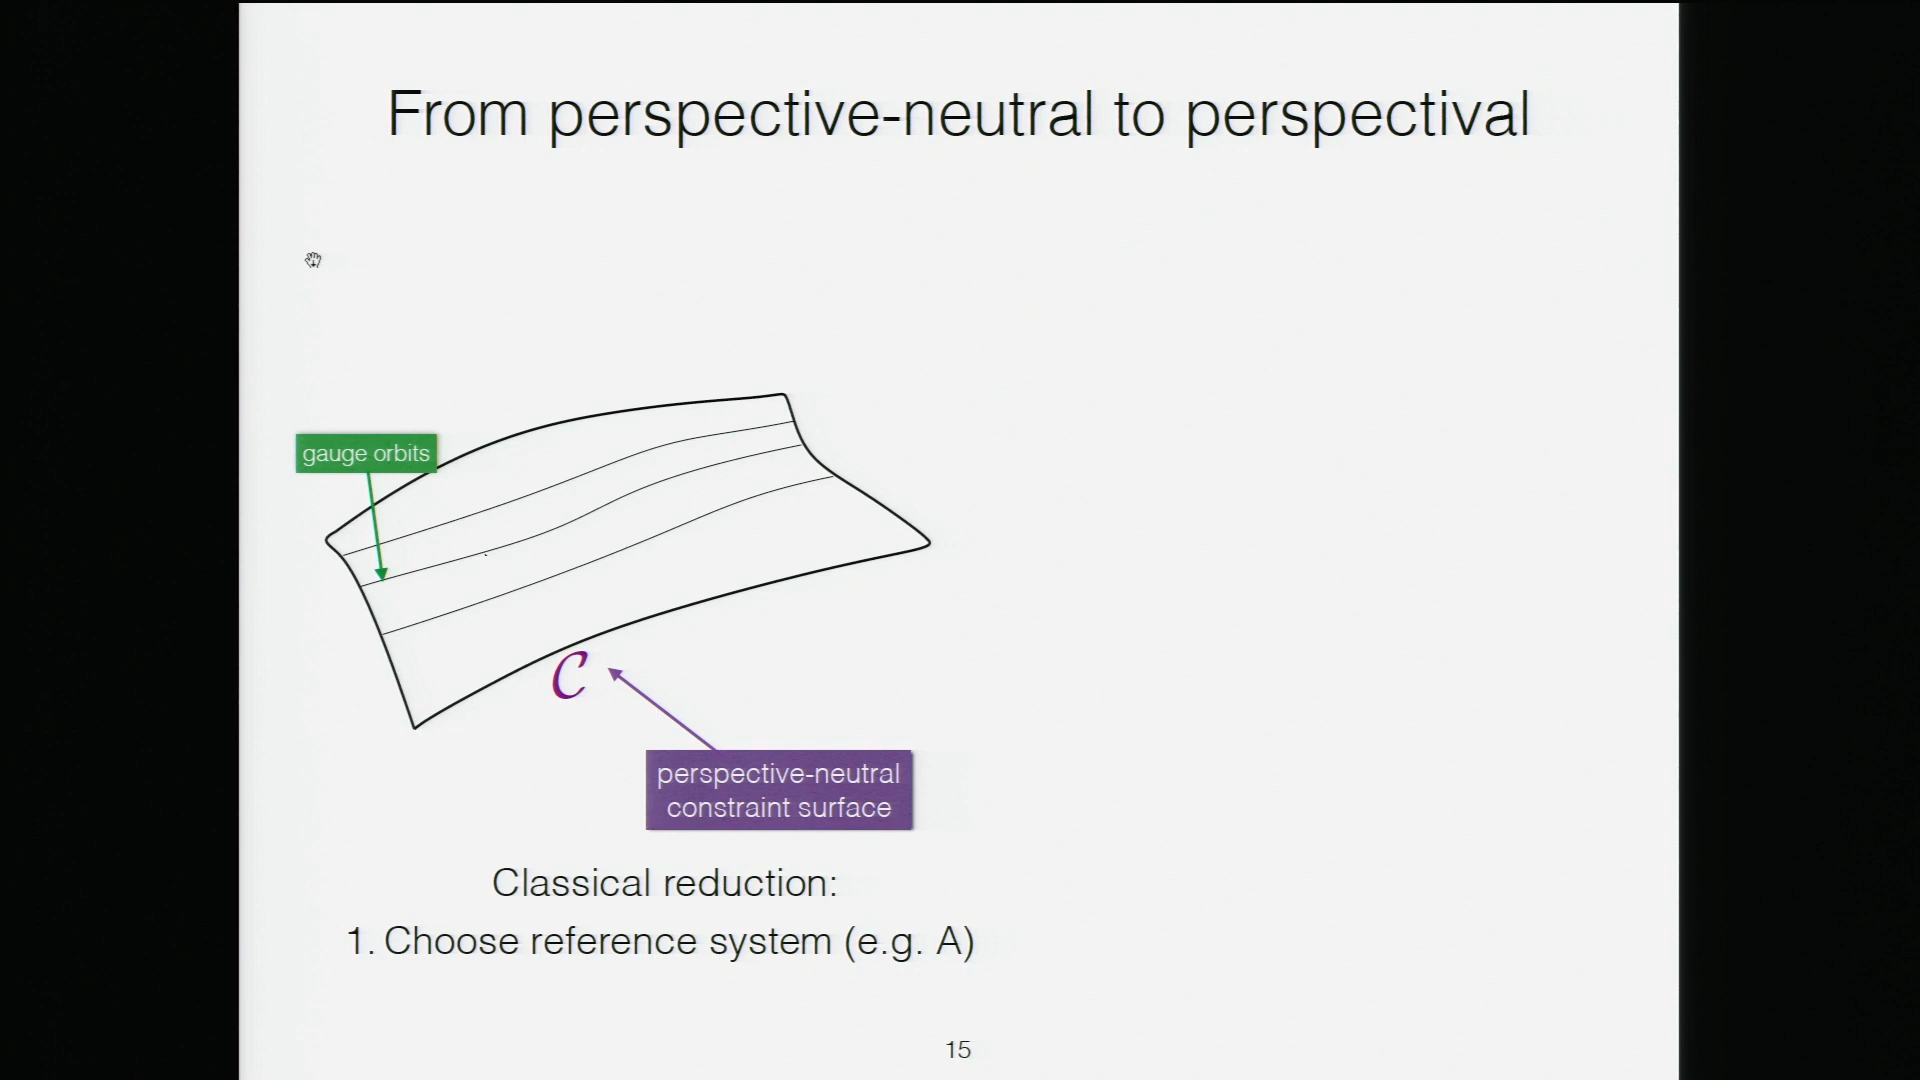 From perspective-neutral to perspectival
gauge orbits
𝒞
perspective-neutral
constraint surface
Classical reduction:
1. Choose reference system (e.g. A)
15